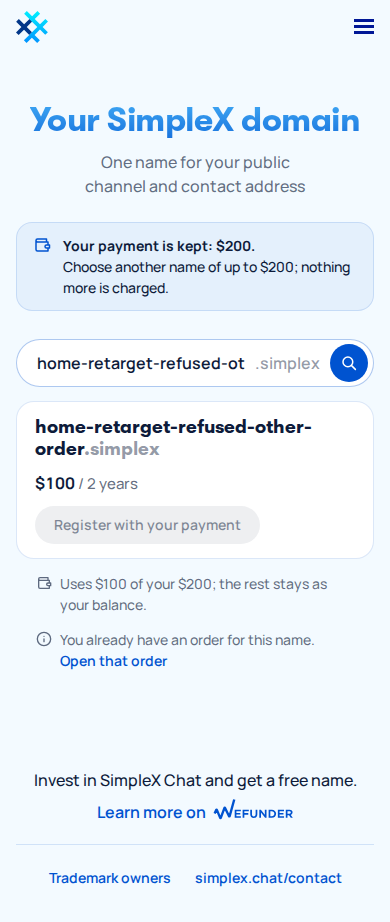 Your SimpleX domain
One name for your public
channel and contact address
Your payment is kept: $200.
Choose another name of up to $200; nothing
more is charged.
home-retarget-refused-ot .simplex
home-retarget-refused-other-
order.simplex
$100 / 2 years
Register with your payment
Uses $100 of your $200; the rest stays as
your balance.
You already have an order for this name.
Open that order
Invest in SimpleX Chat and get a free name.
Learn more on WEFUNDER
Trademark owners simplex.chat/contact